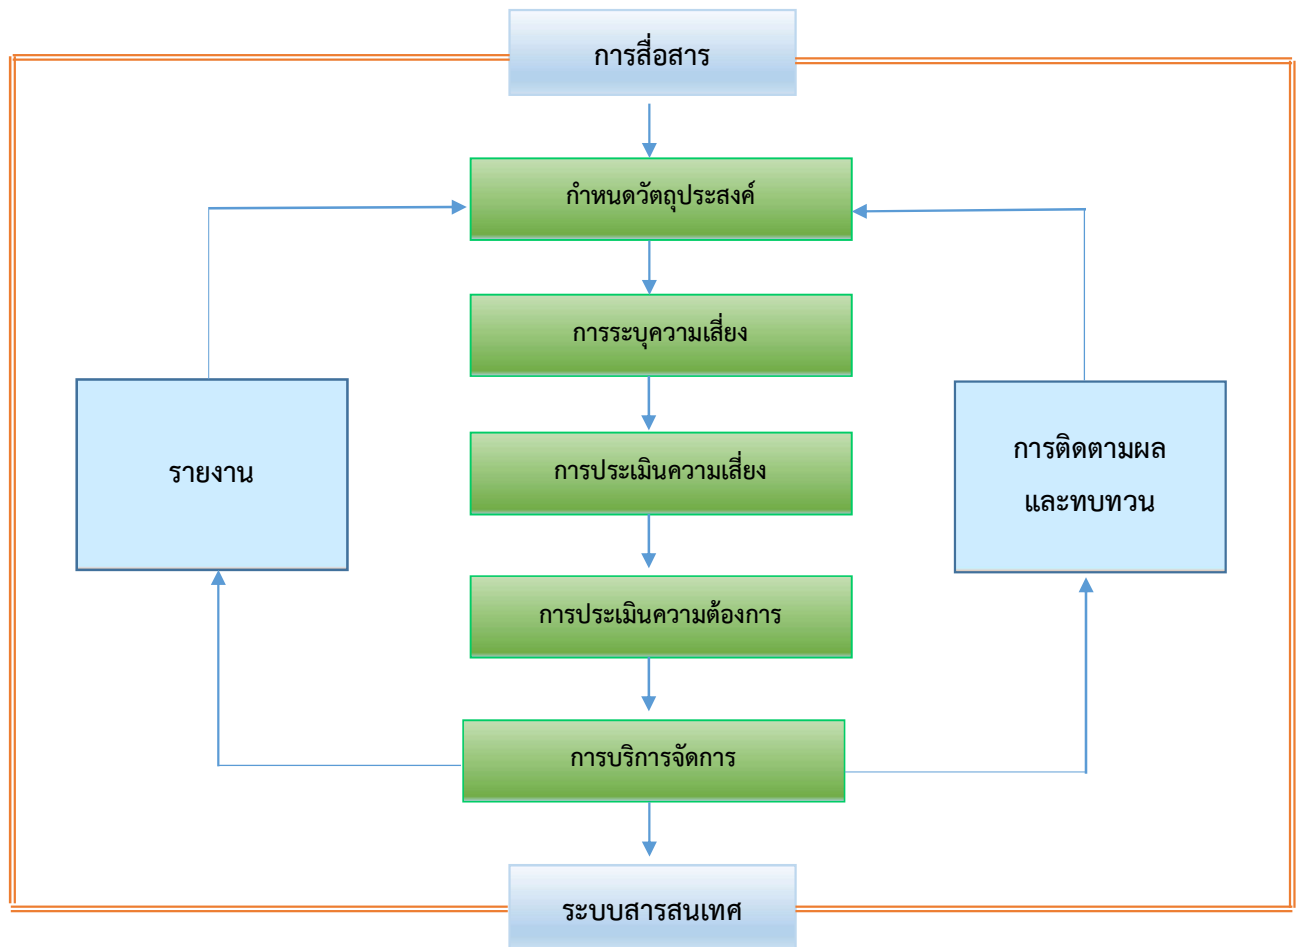 การสื่อสาร
กำหนดวัตถุประสงค์
การระบุความเสี่ยง
รายงาน
การติดตามผล
และทบทวน
การประเมินความเสี่ยง
การประเมินความต้องการ
การบริการจัดการ
ระบบสารสนเทศ